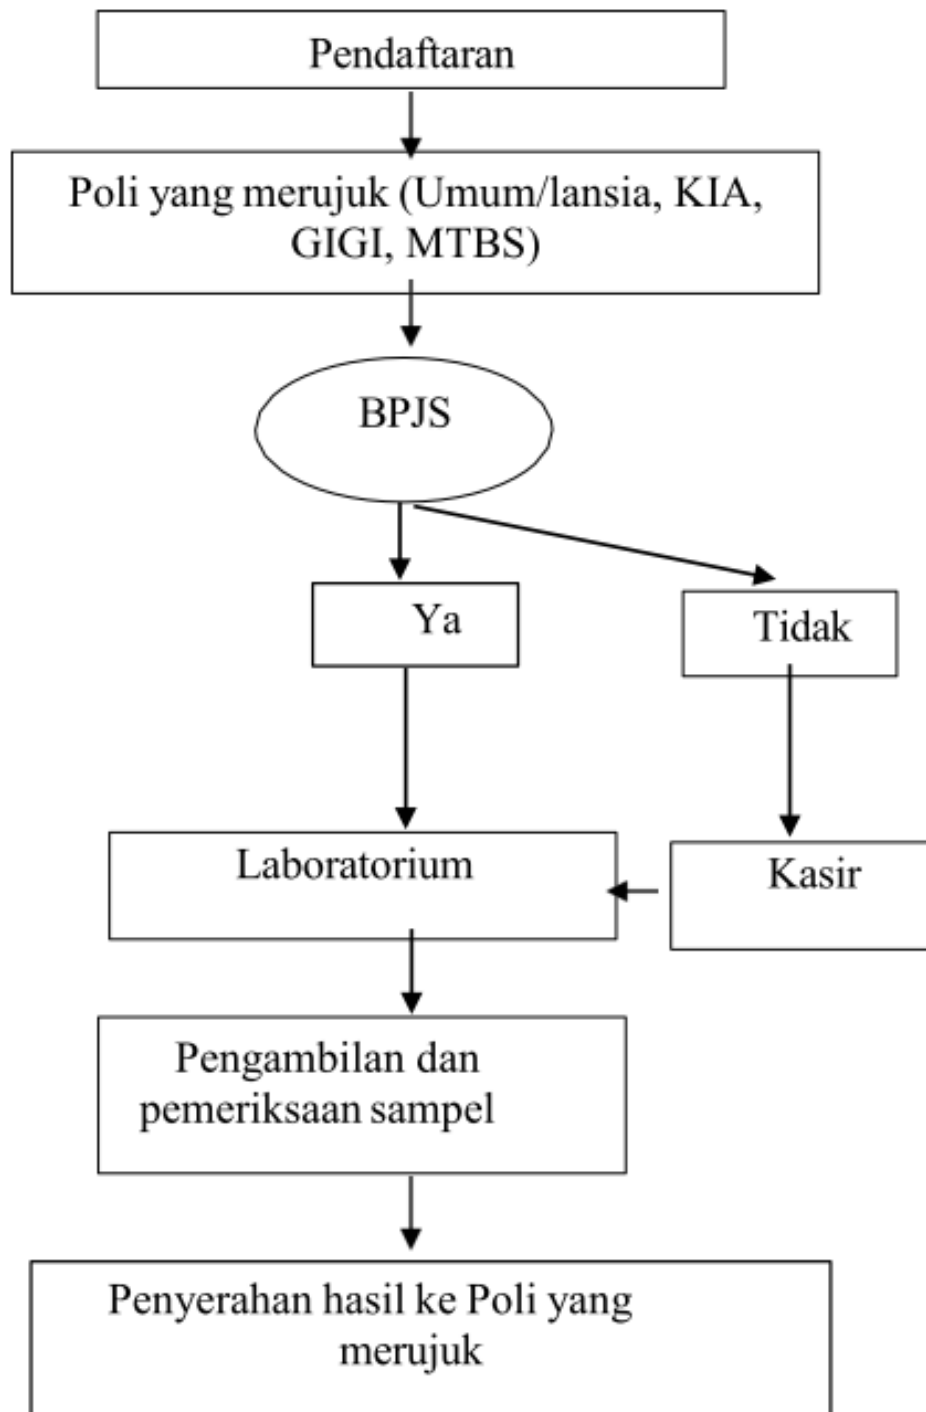 Pendaftaran
Poli yang merujuk (Umum/lansia, KIA,
GIGI, MTBS)
BPJS
Ya
Tidak
Laboratorium
Kasir
Pengambilan dan
pemeriksaan sampel
Penyerahan hasil ke Poli yang
merujuk